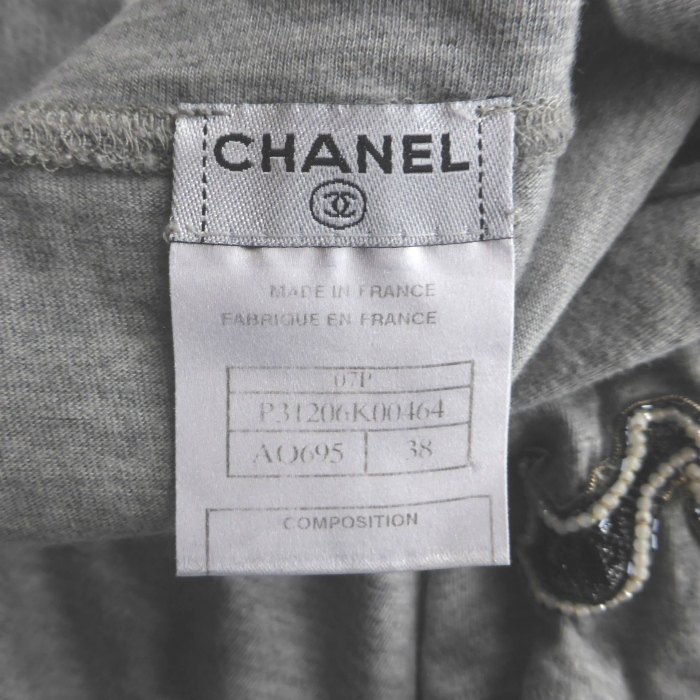 CHANEL
MADE IN FRANCE
FABRIQUE EN FRANCE
07P
P31206K00464
AO695 38
COMPOSITION